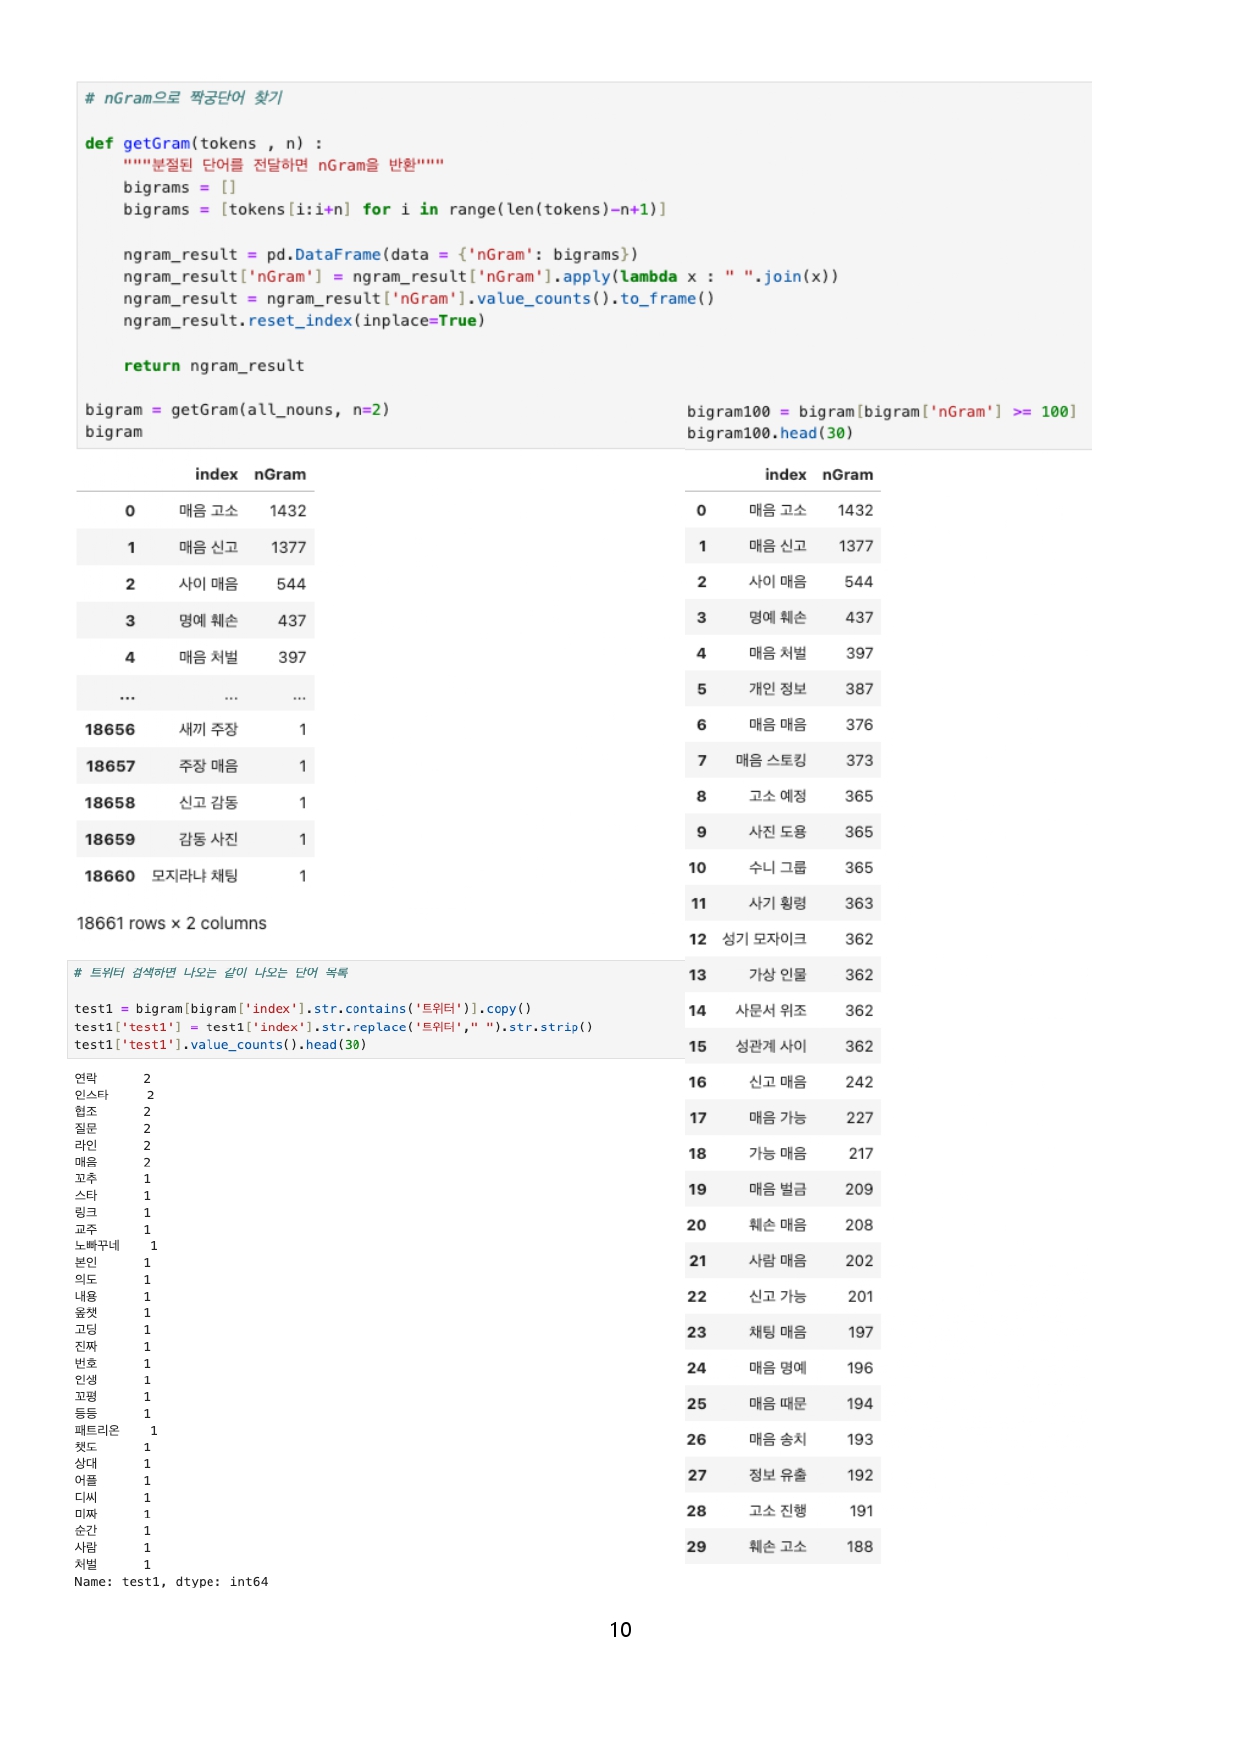 # nGram으로 짝궁단어 찾기
def getGram(tokens , n) :
"""분절된 단어를 전달하면 nGram을 반환"""
bigrams = []
bigrams = [tokens[i:i+n] for i in range(len(tokens)-n+1)]
ngram_result = pd.DataFrame(data = {'nGram': bigrams})
ngram_result['nGram'] = ngram_result['nGram'].apply(lambda x : " ".join(x))
ngram_result = ngram_result['nGram'].value_counts().to_frame()
ngram_result.reset_index(inplace=True)
return ngram_result
bigram = getGram(all_nouns, n=2)
bigram
index nGram
0 매음 고소 1432
1 매음 신고 1377
2 사이 매음 544
3 명예 훼손 437
4 매음 처벌 397
... ... ...
18656 새끼 주장 1
18657 주장 매음 1
18658 신고 감동 1
18659 감동 사진 1
18660 모지라냐 채팅 1
18661 rows × 2 columns
# 트위터 검색하면 나오는 같이 나오는 단어 목록
test1 = bigram[bigram['index'].str.contains('트위터')].copy()
test1['test1'] = test1['index'].str.replace('트위터'," ").str.strip()
test1['test1'].value_counts().head(30)
연락 2
인스타 2
협조 2
질문 2
라인 2
매음 2
꼬추 1
스타 1
링크 1
교주 1
노빠꾸네 1
본인 1
의도 1
내용 1
옾챗 1
고딩 1
진짜 1
번호 1
인생 1
꼬평 1
등등 1
패트리온 1
챗도 1
상대 1
어플 1
디씨 1
미짜 1
순간 1
사람 1
처벌 1
Name: test1, dtype: int64
bigram100 = bigram[bigram['nGram'] >= 100]
bigram100.head(30)
index nGram
0 매음 고소 1432
1 매음 신고 1377
2 사이 매음 544
3 명예 훼손 437
4 매음 처벌 397
5 개인 정보 387
6 매음 매음 376
7 매음 스토킹 373
8 고소 예정 365
9 사진 도용 365
10 수니 그룹 365
11 사기 횡령 363
12 성기 모자이크 362
13 가상 인물 362
14 사문서 위조 362
15 성관계 사이 362
16 신고 매음 242
17 매음 가능 227
18 가능 매음 217
19 매음 벌금 209
20 훼손 매음 208
21 사람 매음 202
22 신고 가능 201
23 채팅 매음 197
24 매음 명예 196
25 매음 때문 194
26 매음 송치 193
27 정보 유출 192
28 고소 진행 191
29 훼손 고소 188
10